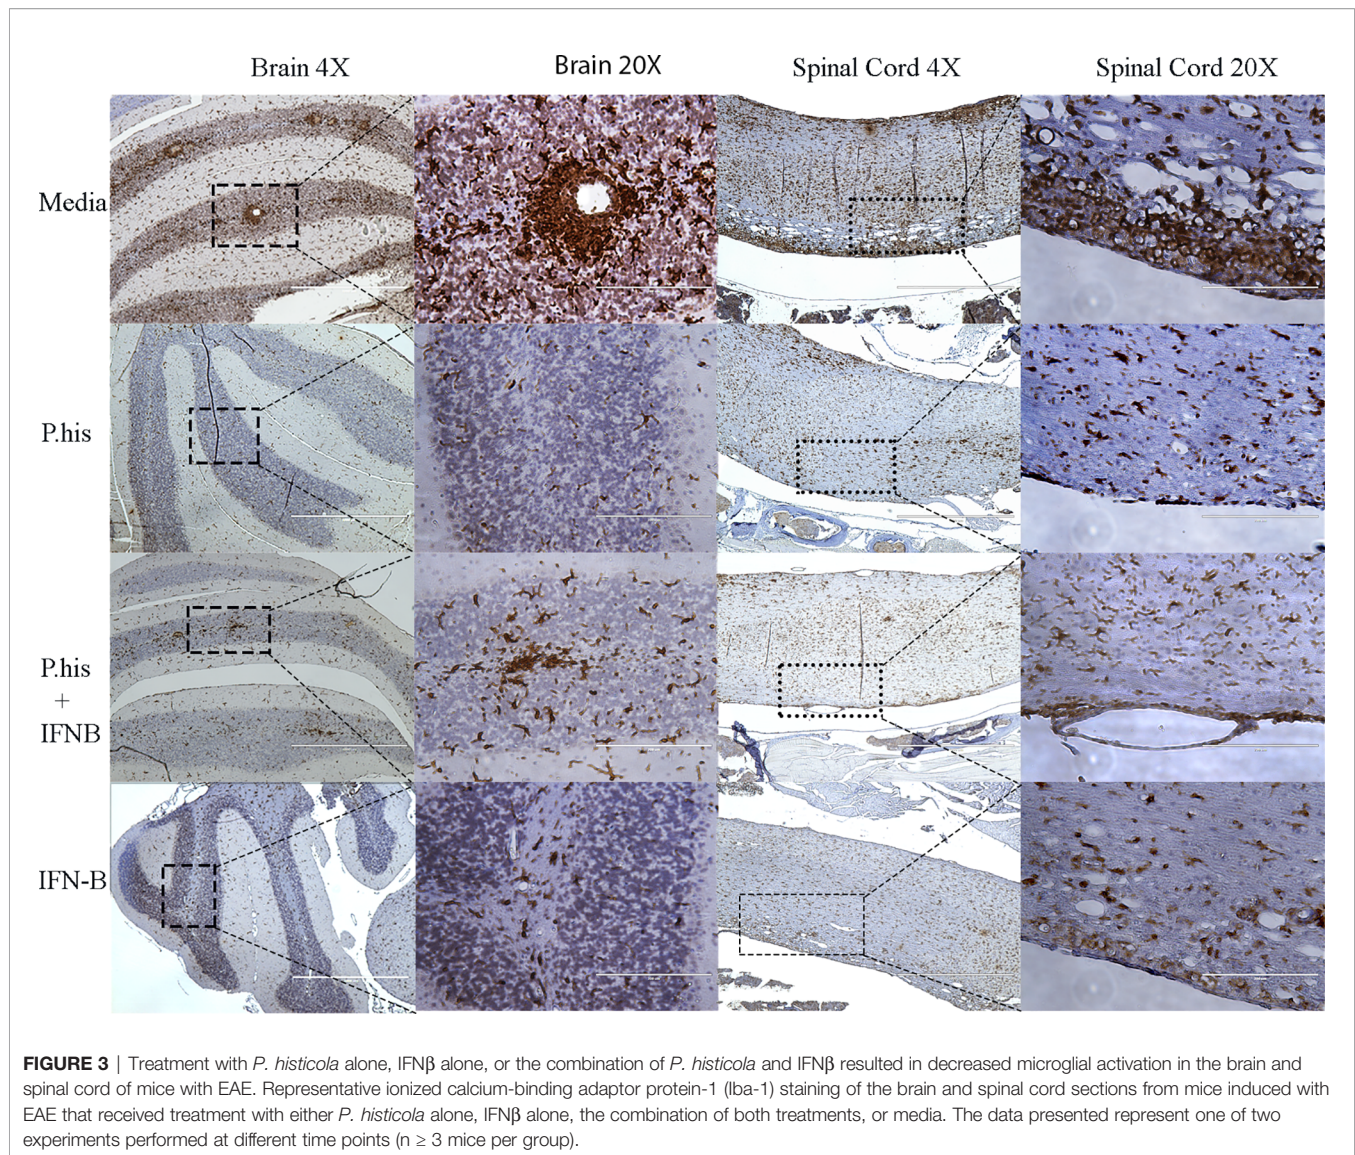 Brain 4X Brain 20X Spinal Cord 4X Spinal Cord 20X
Media
P.his
P.his
+
IFNB
IFN-B
FIGURE 3 | Treatment with P. histicola alone, IFNβ alone, or the combination of P. histicola and IFNβ resulted in decreased microglial activation in the brain and
spinal cord of mice with EAE. Representative ionized calcium-binding adaptor protein-1 (Iba-1) staining of the brain and spinal cord sections from mice induced with
EAE that received treatment with either P. histicola alone, IFNβ alone, the combination of both treatments, or media. The data presented represent one of two
experiments performed at different time points (n ≥ 3 mice per group).